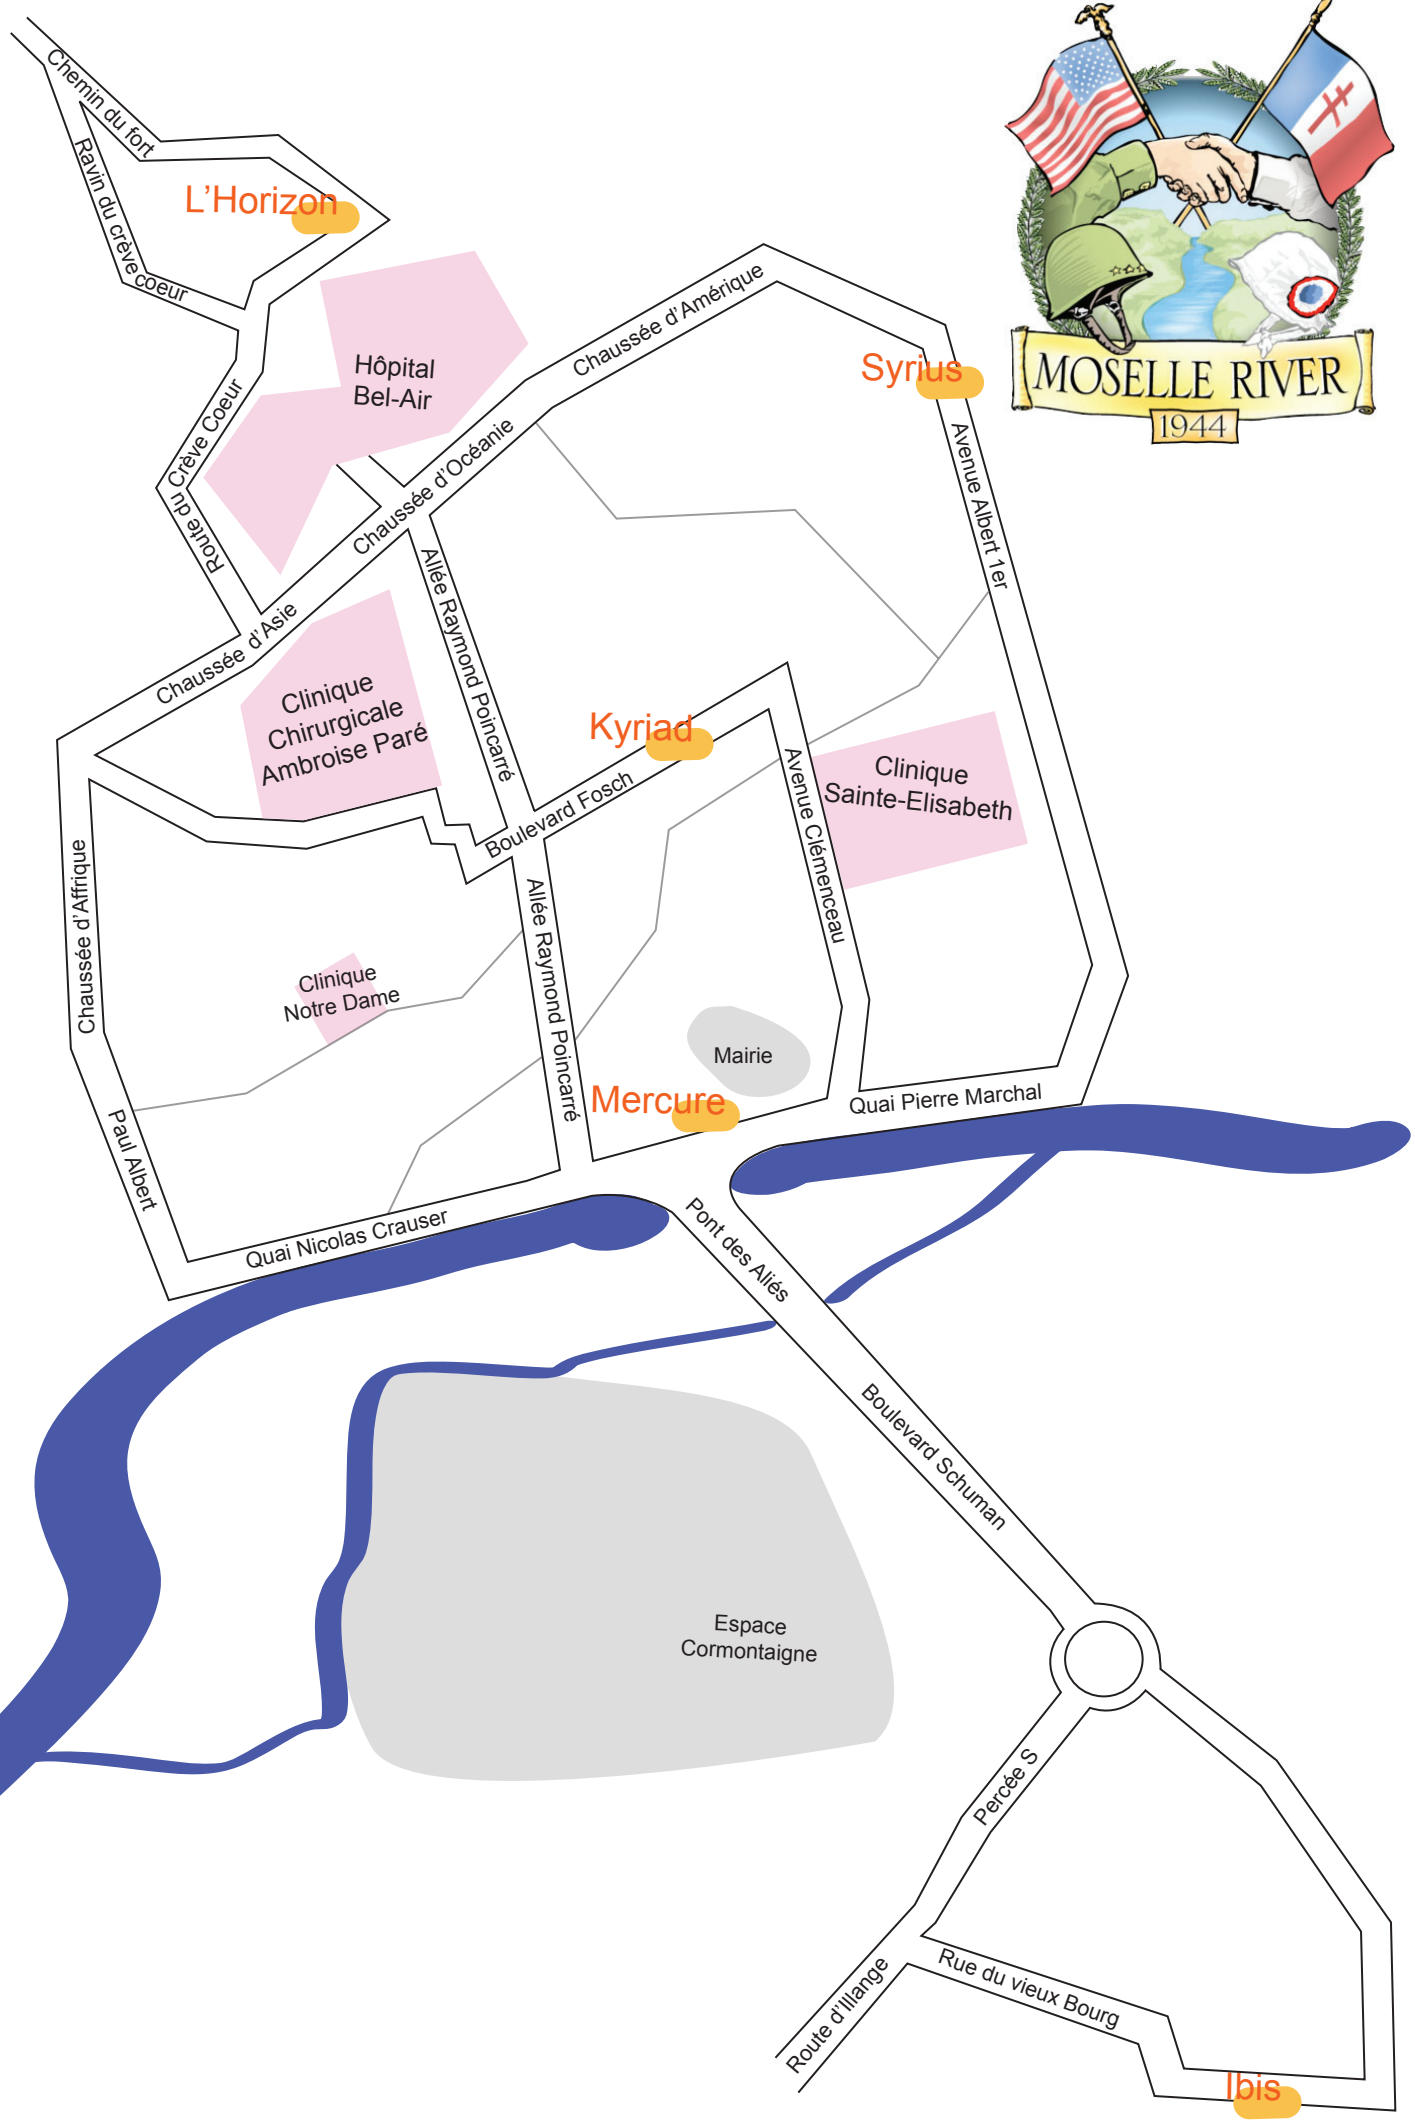 Chemin du fort
Ravin du crève coeur
L'Horizon
MOSELLE RIVER
1944
Hôpital
Bel-Air
Chaussée d'Amérique
Syrius
Route du Crève Coeur
Chaussée d'Océanie
Avenue Albert 1er
Chaussée d'Asie
Allée Raymond Poincarré
Clinique
Chirurgicale
Ambroise Paré
Kyriad
Boulevard Fosch
Avenue Clémenceau
Clinique
Sainte-Elisabeth
Chaussée d'Affrique
Allée Raymond Poincarré
Clinique
Notre Dame
Mairie
Mercure
Quai Pierre Marchal
Paul Albert
Quai Nicolas Crauser
Pont des Aliés
Boulevard Schuman
Espace
Cormontaigne
Percée S
Rue du vieux Bourg
Route d'Illange
Ibis